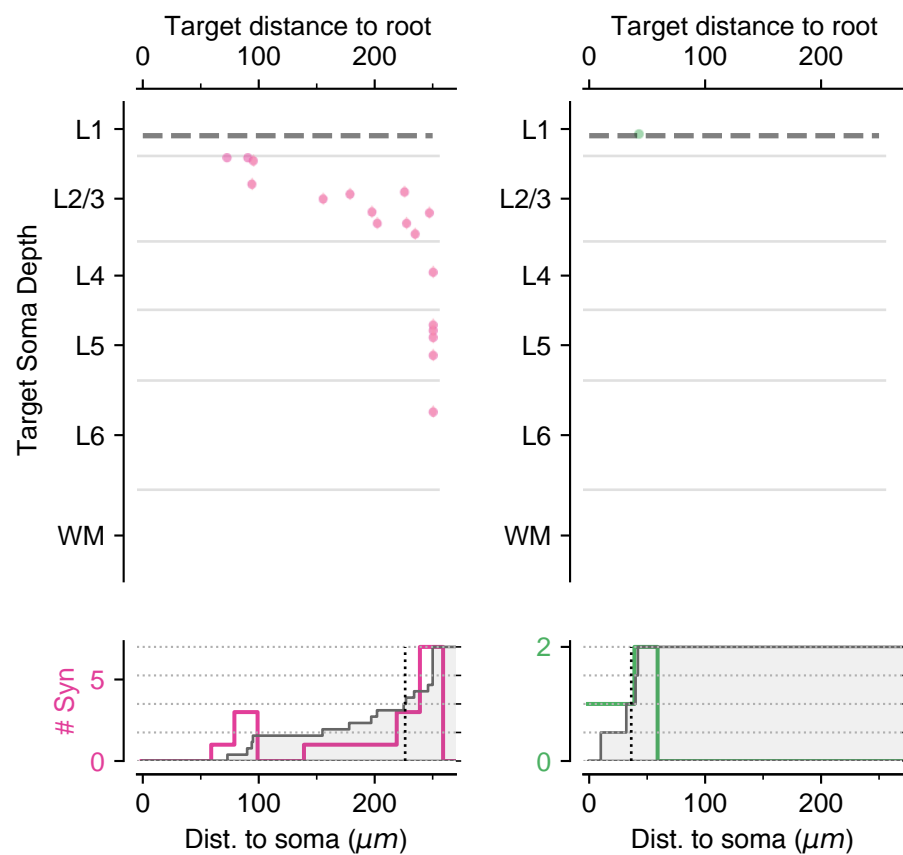 Target distance to root
Target distance to root
0 100 200
0 100 200
Target Soma Depth
L1
L2/3
L4
L5
L6
WM
L1
L2/3
L4
L5
L6
WM
# Syn
5
0
2
0
0 100 200
0 100 200
Dist. to soma (μm)
Dist. to soma (μm)